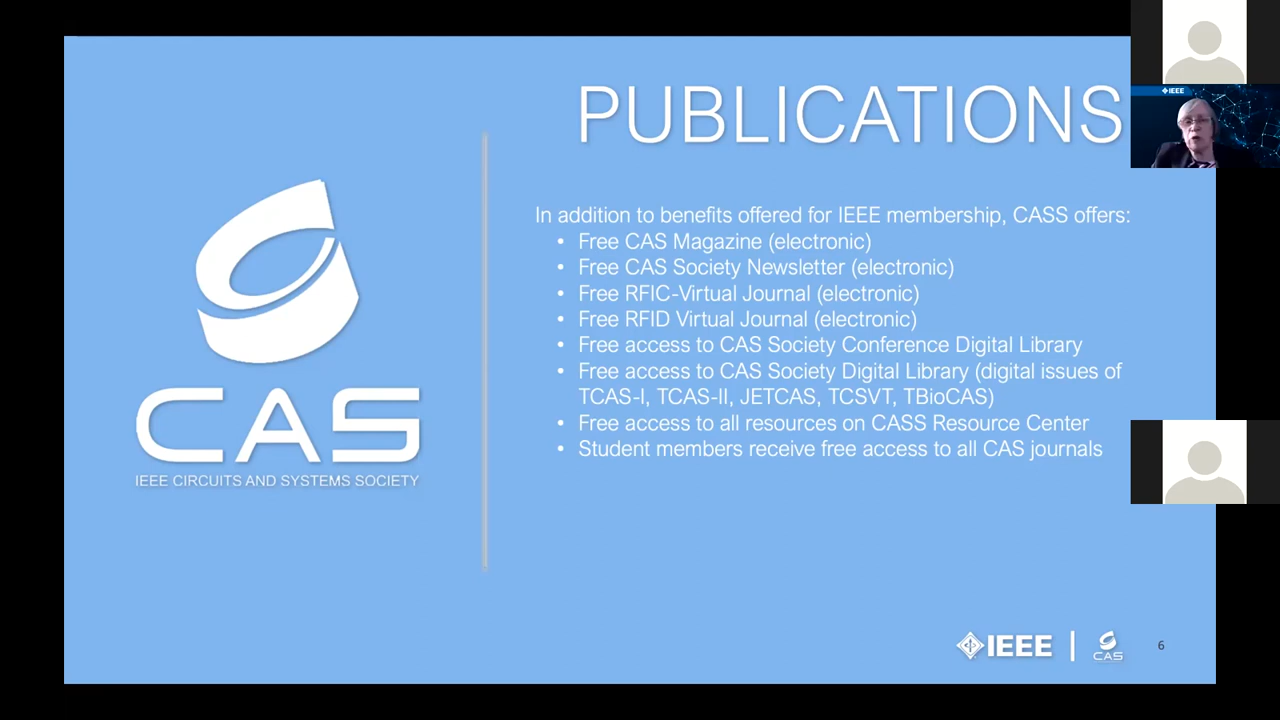 PUBLICATIONS
IEEE
In addition to benefits offered for IEEE membership, CASS offers:
• Free CAS Magazine (electronic)
• Free CAS Society Newsletter (electronic)
• Free RFIC-Virtual Journal (electronic)
• Free RFID Virtual Journal (electronic)
• Free access to CAS Society Conference Digital Library
• Free access to CAS Society Digital Library (digital issues of
TCAS-I, TCAS-II, JETCAS, TCSVT, TBioCAS)
• Free access to all resources on CASS Resource Center
• Student members receive free access to all CAS journals
CAS
IEEE CIRCUITS AND SYSTEMS SOCIETY
IEEE
CAS
6